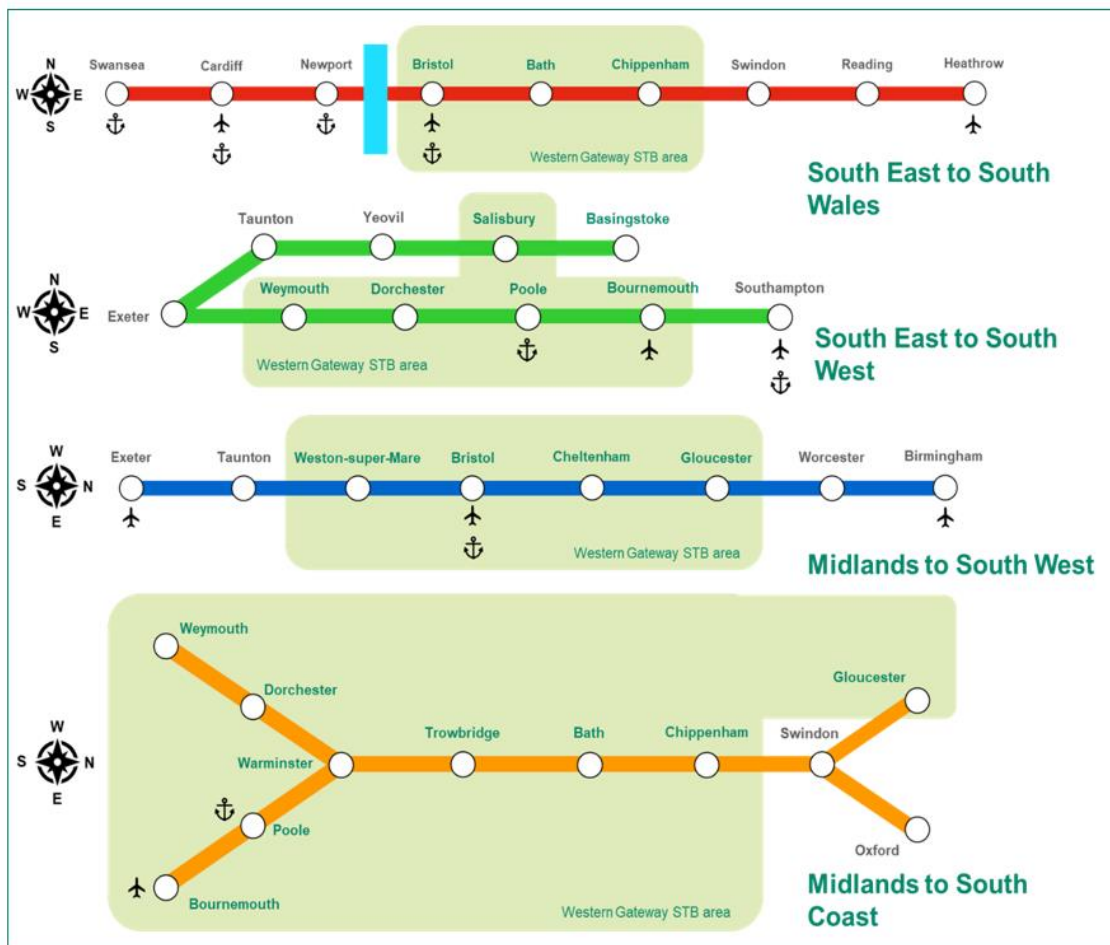 N
W E
S
Swansea Cardiff Newport Bristol Bath Chippenham Swindon Reading Heathrow
Western Gateway STB area
South East to South
Wales
Taunton Yeovil Salisbury Basingstoke
N
W E
S
Exeter Weymouth Dorchester Poole Bournemouth Southampton
Western Gateway STB area
South East to South
West
W
S N
E
Exeter Taunton Weston-super-Mare Bristol Cheltenham Gloucester Worcester Birmingham
Western Gateway STB area
Midlands to South West
Weymouth
Dorchester
Gloucester
W
S N
E
Warminster Trowbridge Bath Chippenham Swindon
Poole
Oxford
Bournemouth
Western Gateway STB area
Midlands to South
Coast